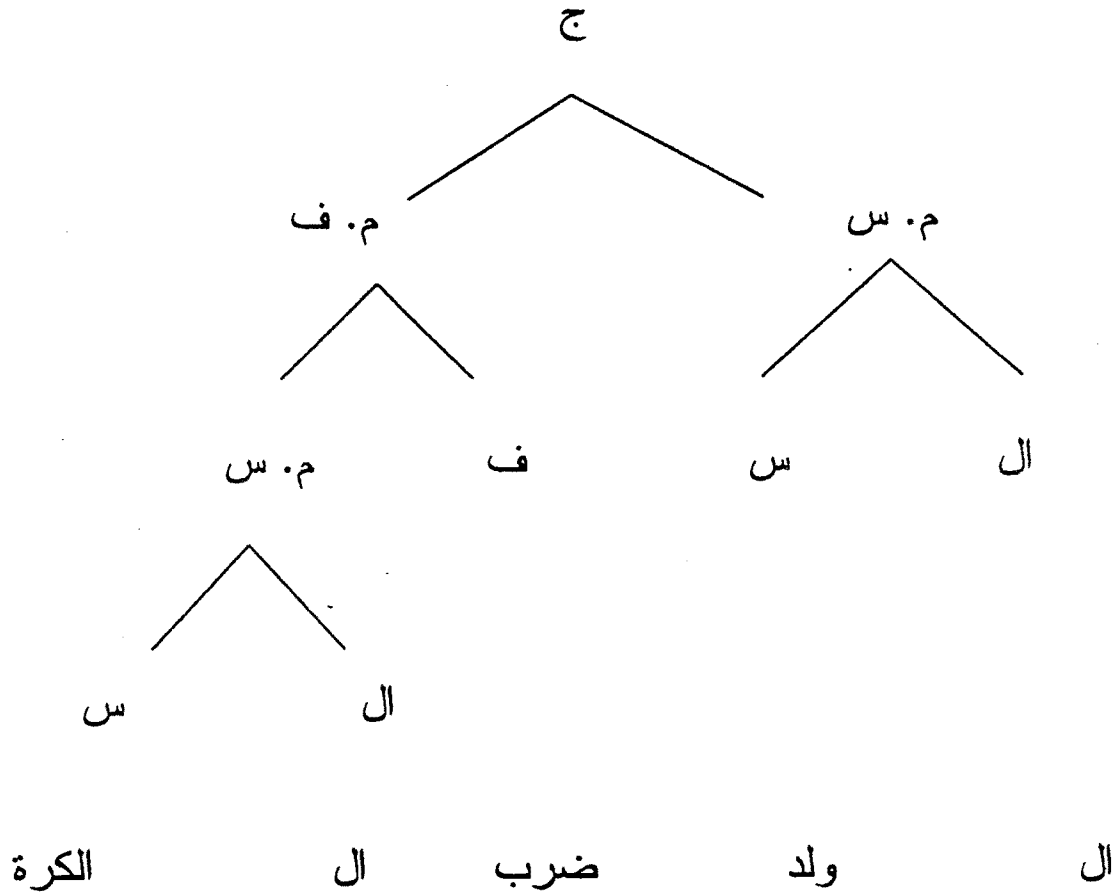 ج
م. س م. ف
ال س ف م. س
ال س
ال ولد ضرب ال الكرة